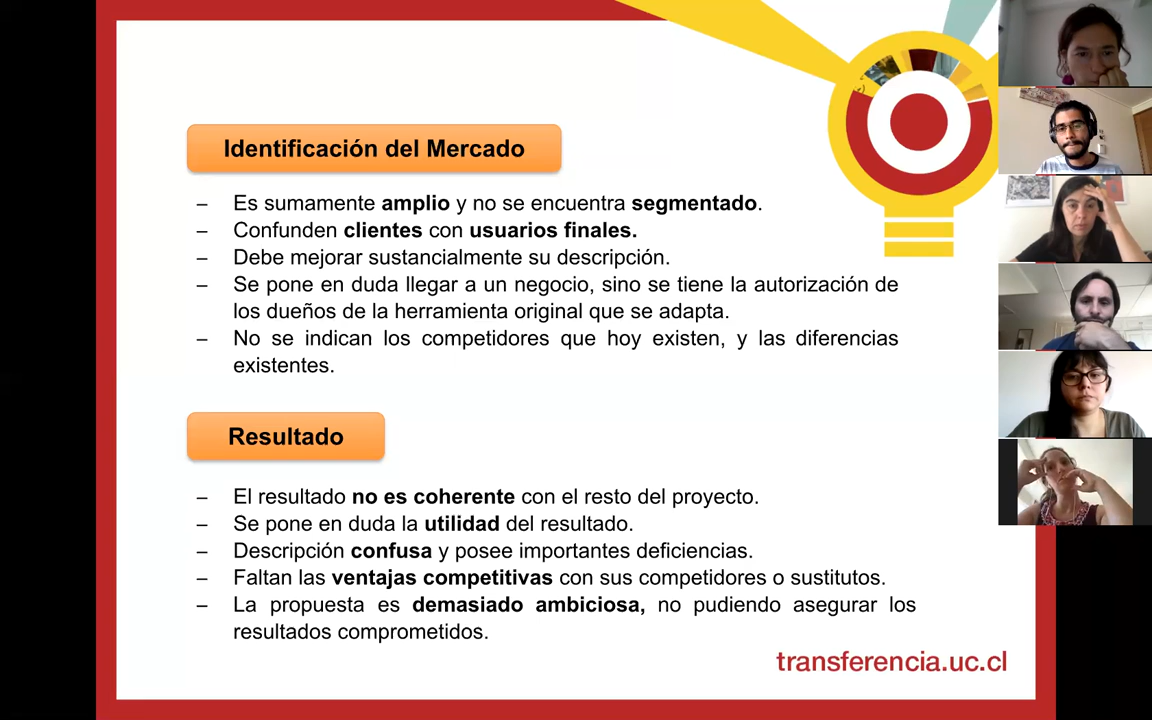 Identificación del Mercado
– Es sumamente amplio y no se encuentra segmentado.
– Confunden clientes con usuarios finales.
– Debe mejorar sustancialmente su descripción.
– Se pone en duda llegar a un negocio, sino se tiene la autorización de
los dueños de la herramienta original que se adapta.
– No se indican los competidores que hoy existen, y las diferencias
existentes.
Resultado
– El resultado no es coherente con el resto del proyecto.
– Se pone en duda la utilidad del resultado.
– Descripción confusa y posee importantes deficiencias.
– Faltan las ventajas competitivas con sus competidores o sustitutos.
– La propuesta es demasiado ambiciosa, no pudiendo asegurar los
resultados comprometidos.
transferencia.uc.cl